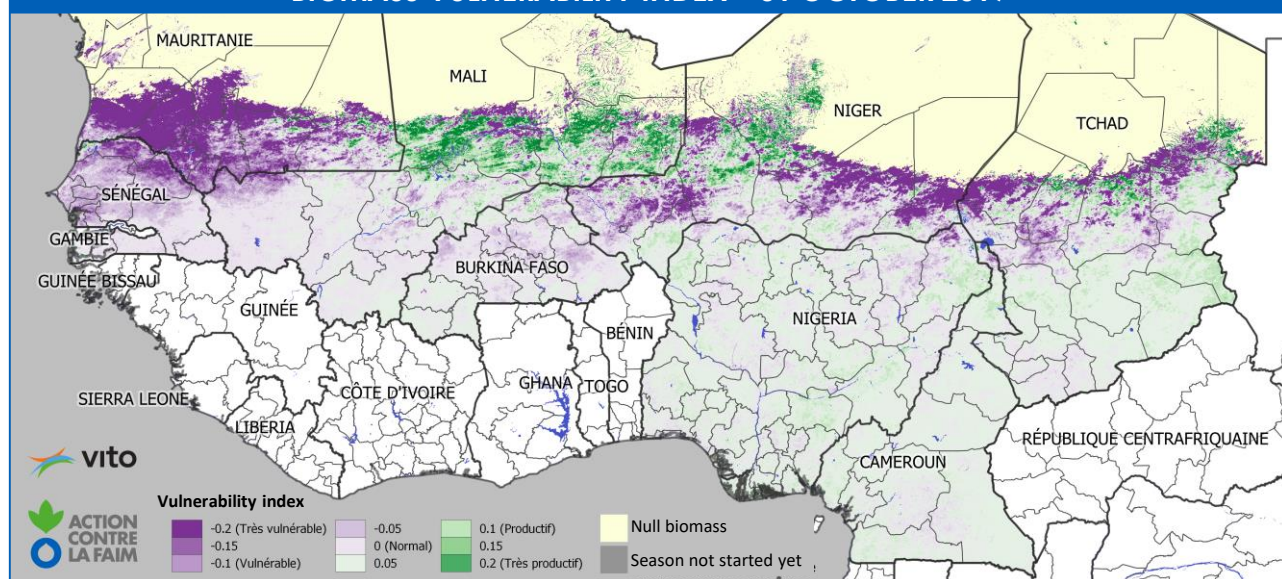 MAURITANIE
MALI
NIGER
TCHAD
SÉNÉGAL
GAMBIE
GUINÉE BISSAU
BURKINA FASO
GUINÉE
BÉNIN
NIGERIA
SIERRA LEONE
CÔTE D'IVOIRE
GHANA
TOGO
LIBERIA
RÉPUBLIQUE CENTRAFRIQUAINE
CAMEROUN
vito
ACTION
CONTRE
LA FAIM
Vulnerability index
-0.2 (Très vulnérable)
-0.15
-0.1 (Vulnérable)
-0.05
0 (Normal)
0.05
0.1 (Productif)
0.15
0.2 (Très productif)
Null biomass
Season not started yet